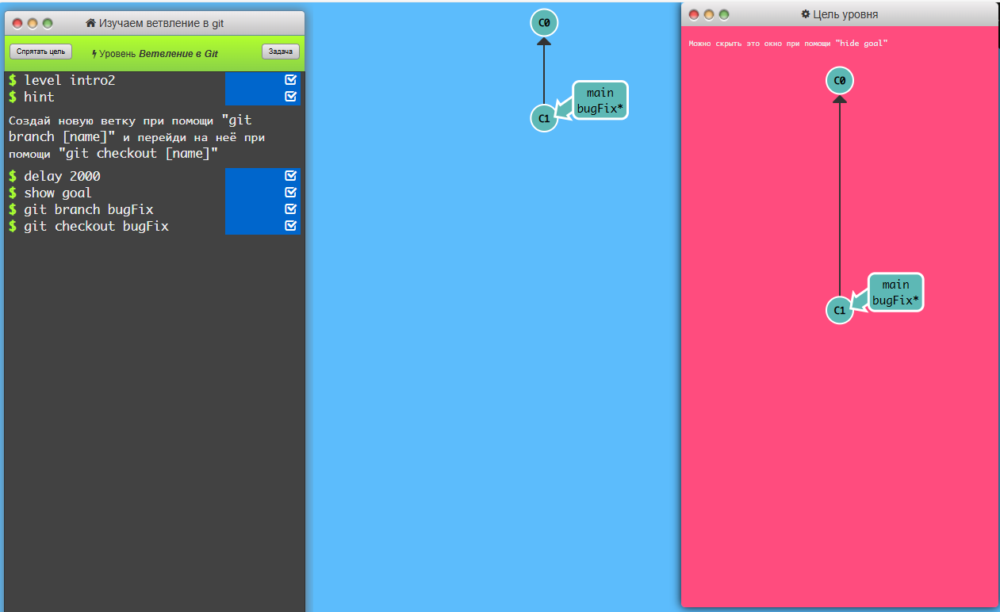 Изучаем ветвление в git
Спрятать цель
Уровень Ветвление в Git
Задача
$ level intro2
$ hint
Создай новую ветку при помощи "git
branch [name]" и перейди на неё при
помощи "git checkout [name]"
$ delay 2000
$ show goal
$ git branch bugFix
$ git checkout bugFix
C0
main
bugFix*
C1
Цель уровня
Можно скрыть это окно при помощи "hide goal"
C0
main
bugFix*
C1